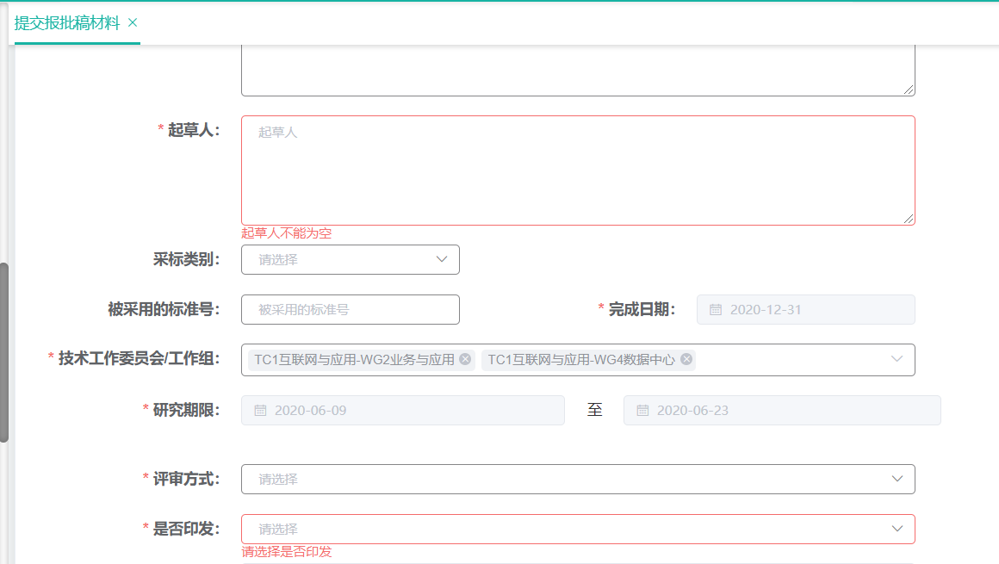 提交报批稿材料 ×
* 起草人:
起草人
起草人不能为空
采标类别:
请选择
被采用的标准号:
被采用的标准号
* 完成日期:
2020-12-31
* 技术工作委员会/工作组:
TC1互联网与应用-WG2业务与应用
TC1互联网与应用-WG4数据中心
* 研究期限:
2020-06-09
至
2020-06-23
* 评审方式:
请选择
* 是否印发:
请选择
请选择是否印发